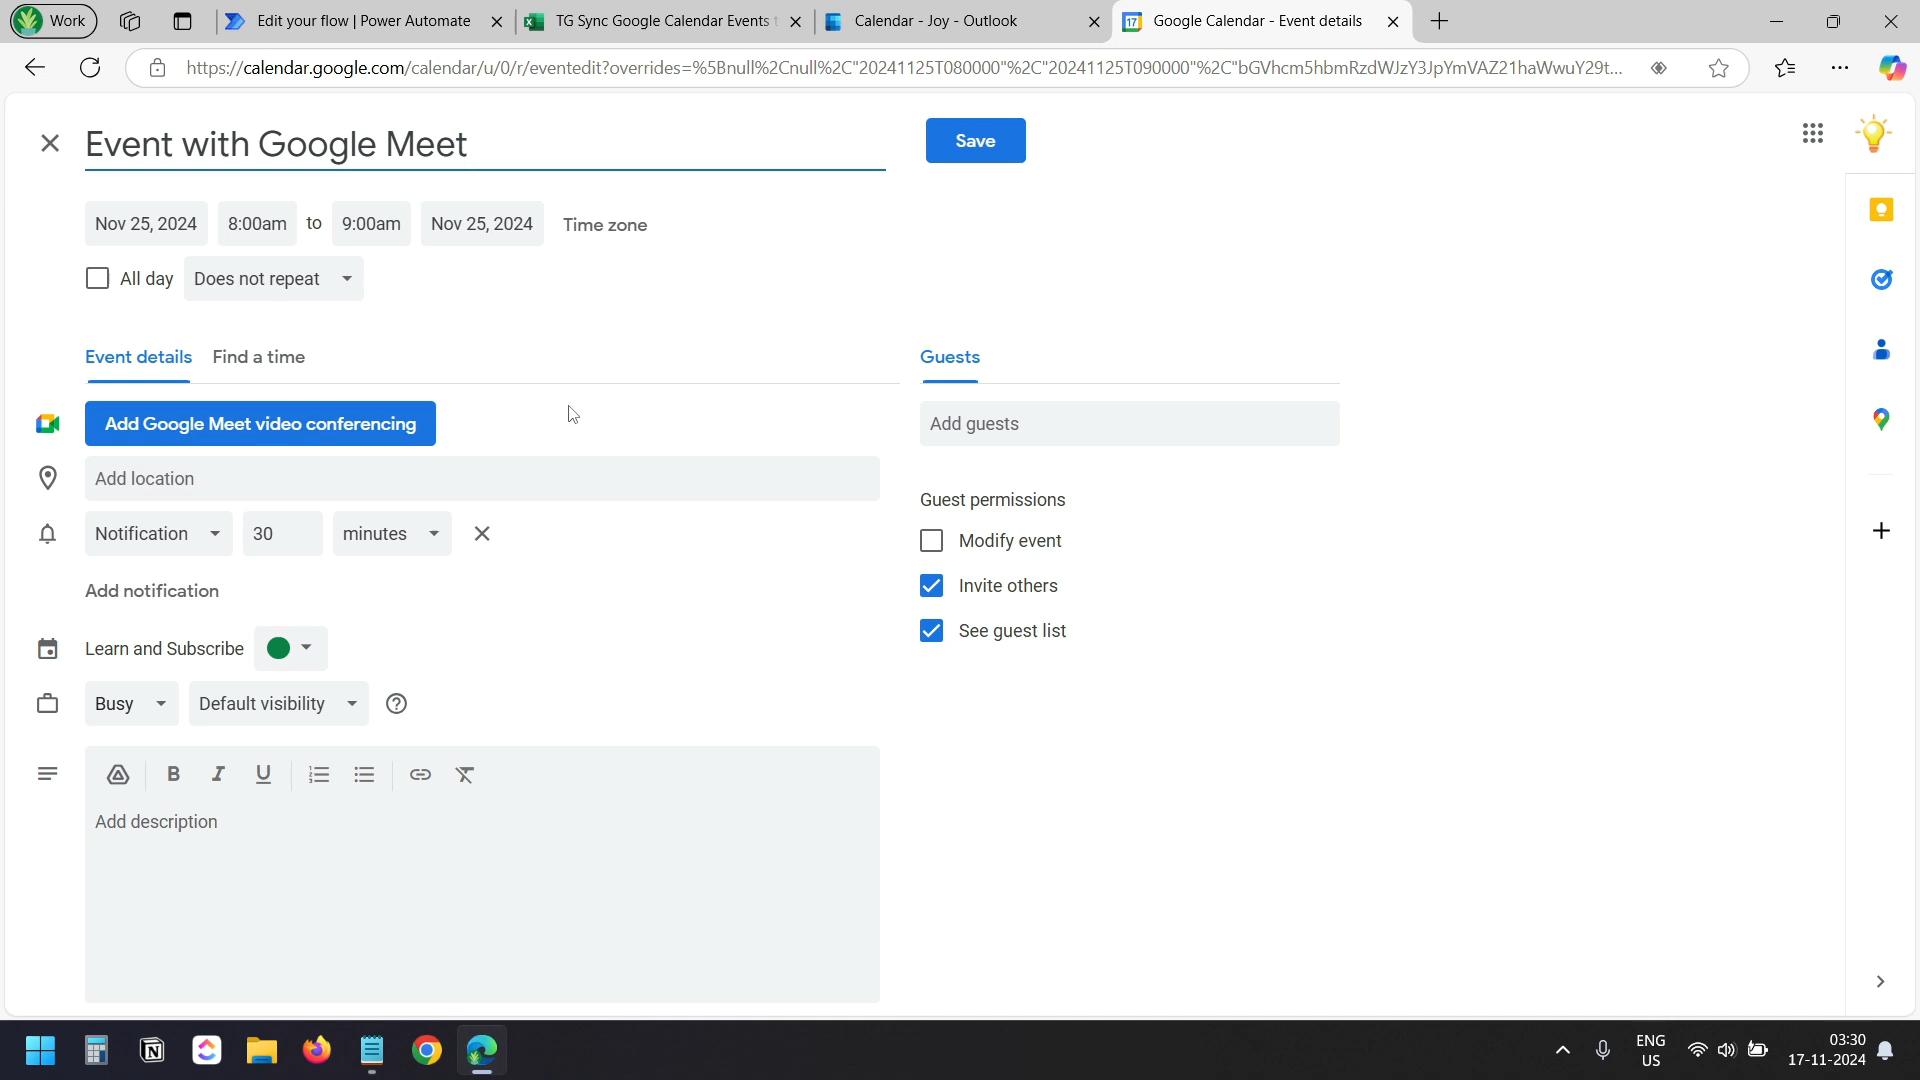 Work
Edit your flow | Power Automate
TG Sync Google Calendar Events
Calendar - Joy - Outlook
Google Calendar - Event details
https://calendar.google.com/calendar/u/0/r/eventedit?overrides=%5Bnull%2Cnull%2C"20241125T080000"%2C"20241125T090000"%2C"bGVhcm5hbmRzdWJzY3JpYmVAZ21haWwuY29t...
Event with Google Meet
Save
Nov 25, 2024 8:00am to 9:00am Nov 25, 2024 Time zone
All day Does not repeat
Event details Find a time
Guests
Add Google Meet video conferencing
Add guests
Add location
Guest permissions
Notification 30 minutes
Modify event
Add notification
Invite others
Learn and Subscribe
See guest list
Busy Default visibility
B I U
Add description
ENG
US
03:30
17-11-2024